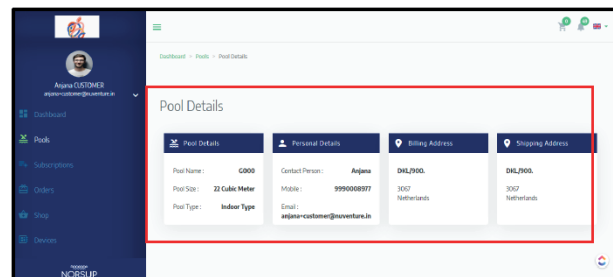 0
49
Dashboard > Pools > Pool Details
Anjana CUSTOMER
anjana+customer@nuventure.in
Dashboard
Pools
Subscriptions
Orders
Shop
Devices
NORSUP
Pool Details
Pool Details
Pool Name : G000
Pool Size : 22 Cubic Meter
Pool Type : Indoor Type
Personal Details
Contact Person : Anjana
Mobile : 9990008977
Email :
anjana+customer@nuventure.in
Billing Address
DKL/900.
3067
Netherlands
Shipping Address
DKL/900.
3067
Netherlands